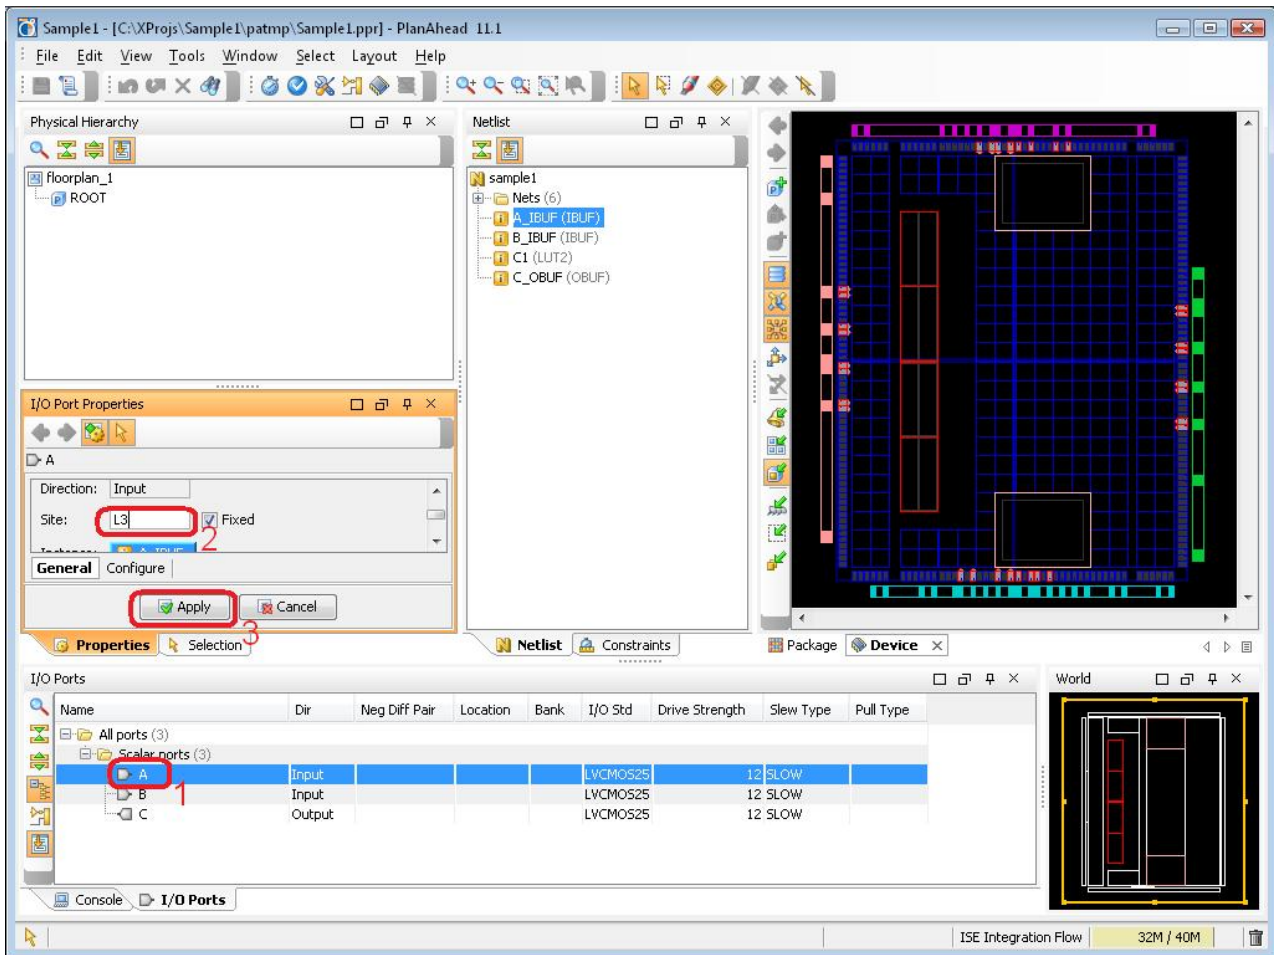 Sample1 - [C:\XProjs\Sample1\patmp\Sample1.ppr] - PlanAhead 11.1
File Edit View Tools Window Select Layout Help
Physical Hierarchy
floorplan_1
ROOT
Netlist
sample1
Nets (6)
A_IBUF (IBUF)
B_IBUF (IBUF)
C1 (LUT2)
C_OBUF (OBUF)
I/O Port Properties
A
Direction: Input
Site: L3 Fixed
2
Instance: A_IBUF
General Configure
Apply Cancel
3
Properties Selection
Netlist Constraints
Package Device
I/O Ports
World
Name Dir Neg Diff Pair Location Bank I/O Std Drive Strength Slew Type Pull Type
All ports (3)
Scalar ports (3)
A Input LVCMOS25 12 SLOW
1
B Input LVCMOS25 12 SLOW
C Output LVCMOS25 12 SLOW
Console I/O Ports
ISE Integration Flow 32M / 40M